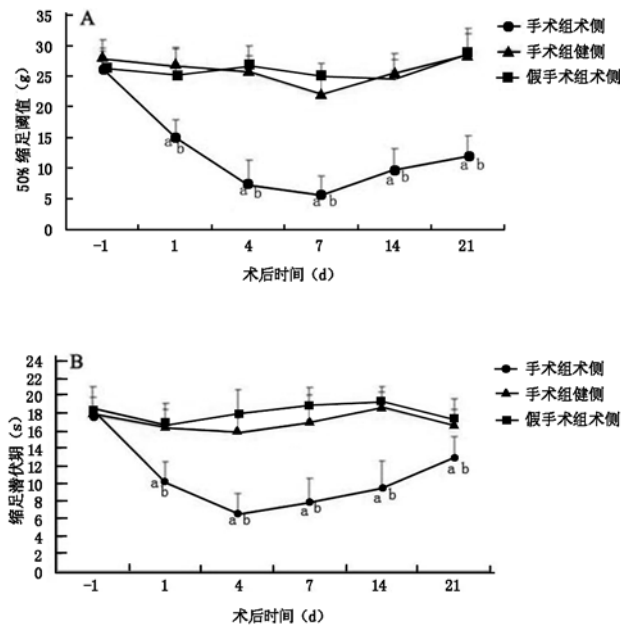 A
35
30
25
20
15
10
5
0
50% 缩足阈值 (g)
a b
a b
a b
a b
a b
-1 1 4 7 14 21
术后时间 (d)
手术组术侧
手术组健侧
假手术组术侧
B
24
22
20
18
16
14
12
10
8
6
4
2
0
缩足潜伏期 (s)
a b
a b
a b
a b
a b
-1 1 4 7 14 21
术后时间 (d)
手术组术侧
手术组健侧
假手术组术侧